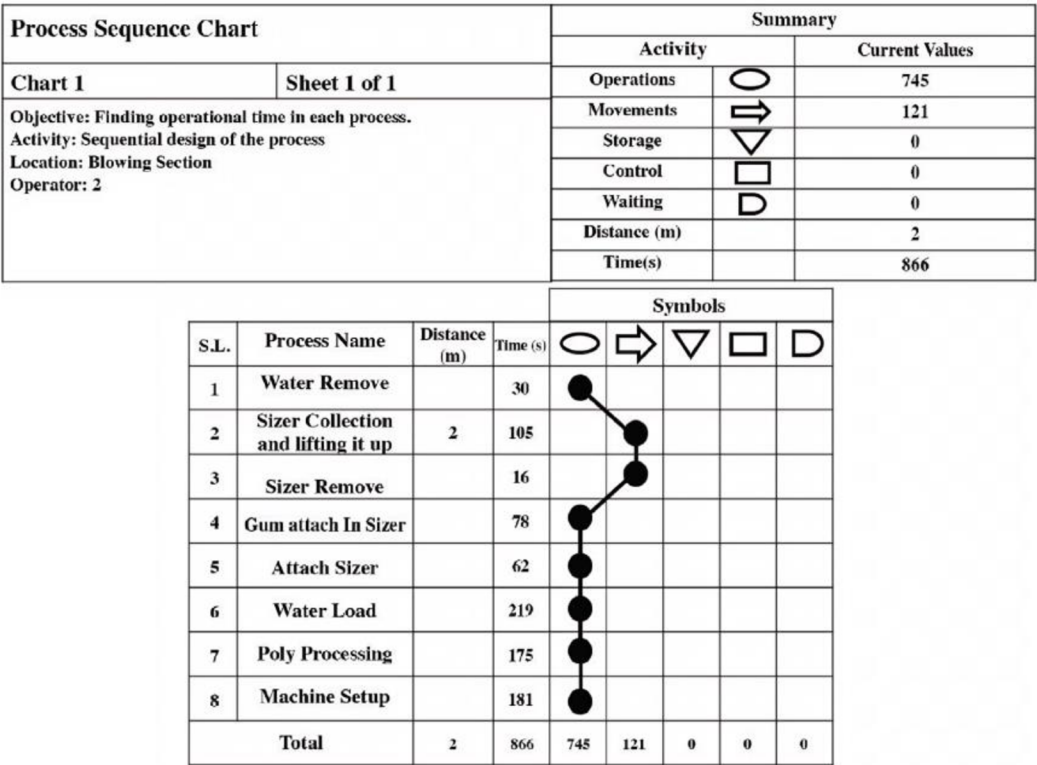 Process Sequence Chart
Chart 1 Sheet 1 of 1
Objective: Finding operational time in each process.
Activity: Sequential design of the process
Location: Blowing Section
Operator: 2
Summary
Activity Current Values
Operations 745
Movements 121
Storage 0
Control 0
Waiting 0
Distance (m) 2
Time(s) 866
Symbols
S.L. Process Name Distance (m) Time (s)
1 Water Remove 30
2 Sizer Collection and lifting it up 2 105
3 Sizer Remove 16
4 Gum attach In Sizer 78
5 Attach Sizer 62
6 Water Load 219
7 Poly Processing 175
8 Machine Setup 181
Total 2 866 745 121 0 0 0